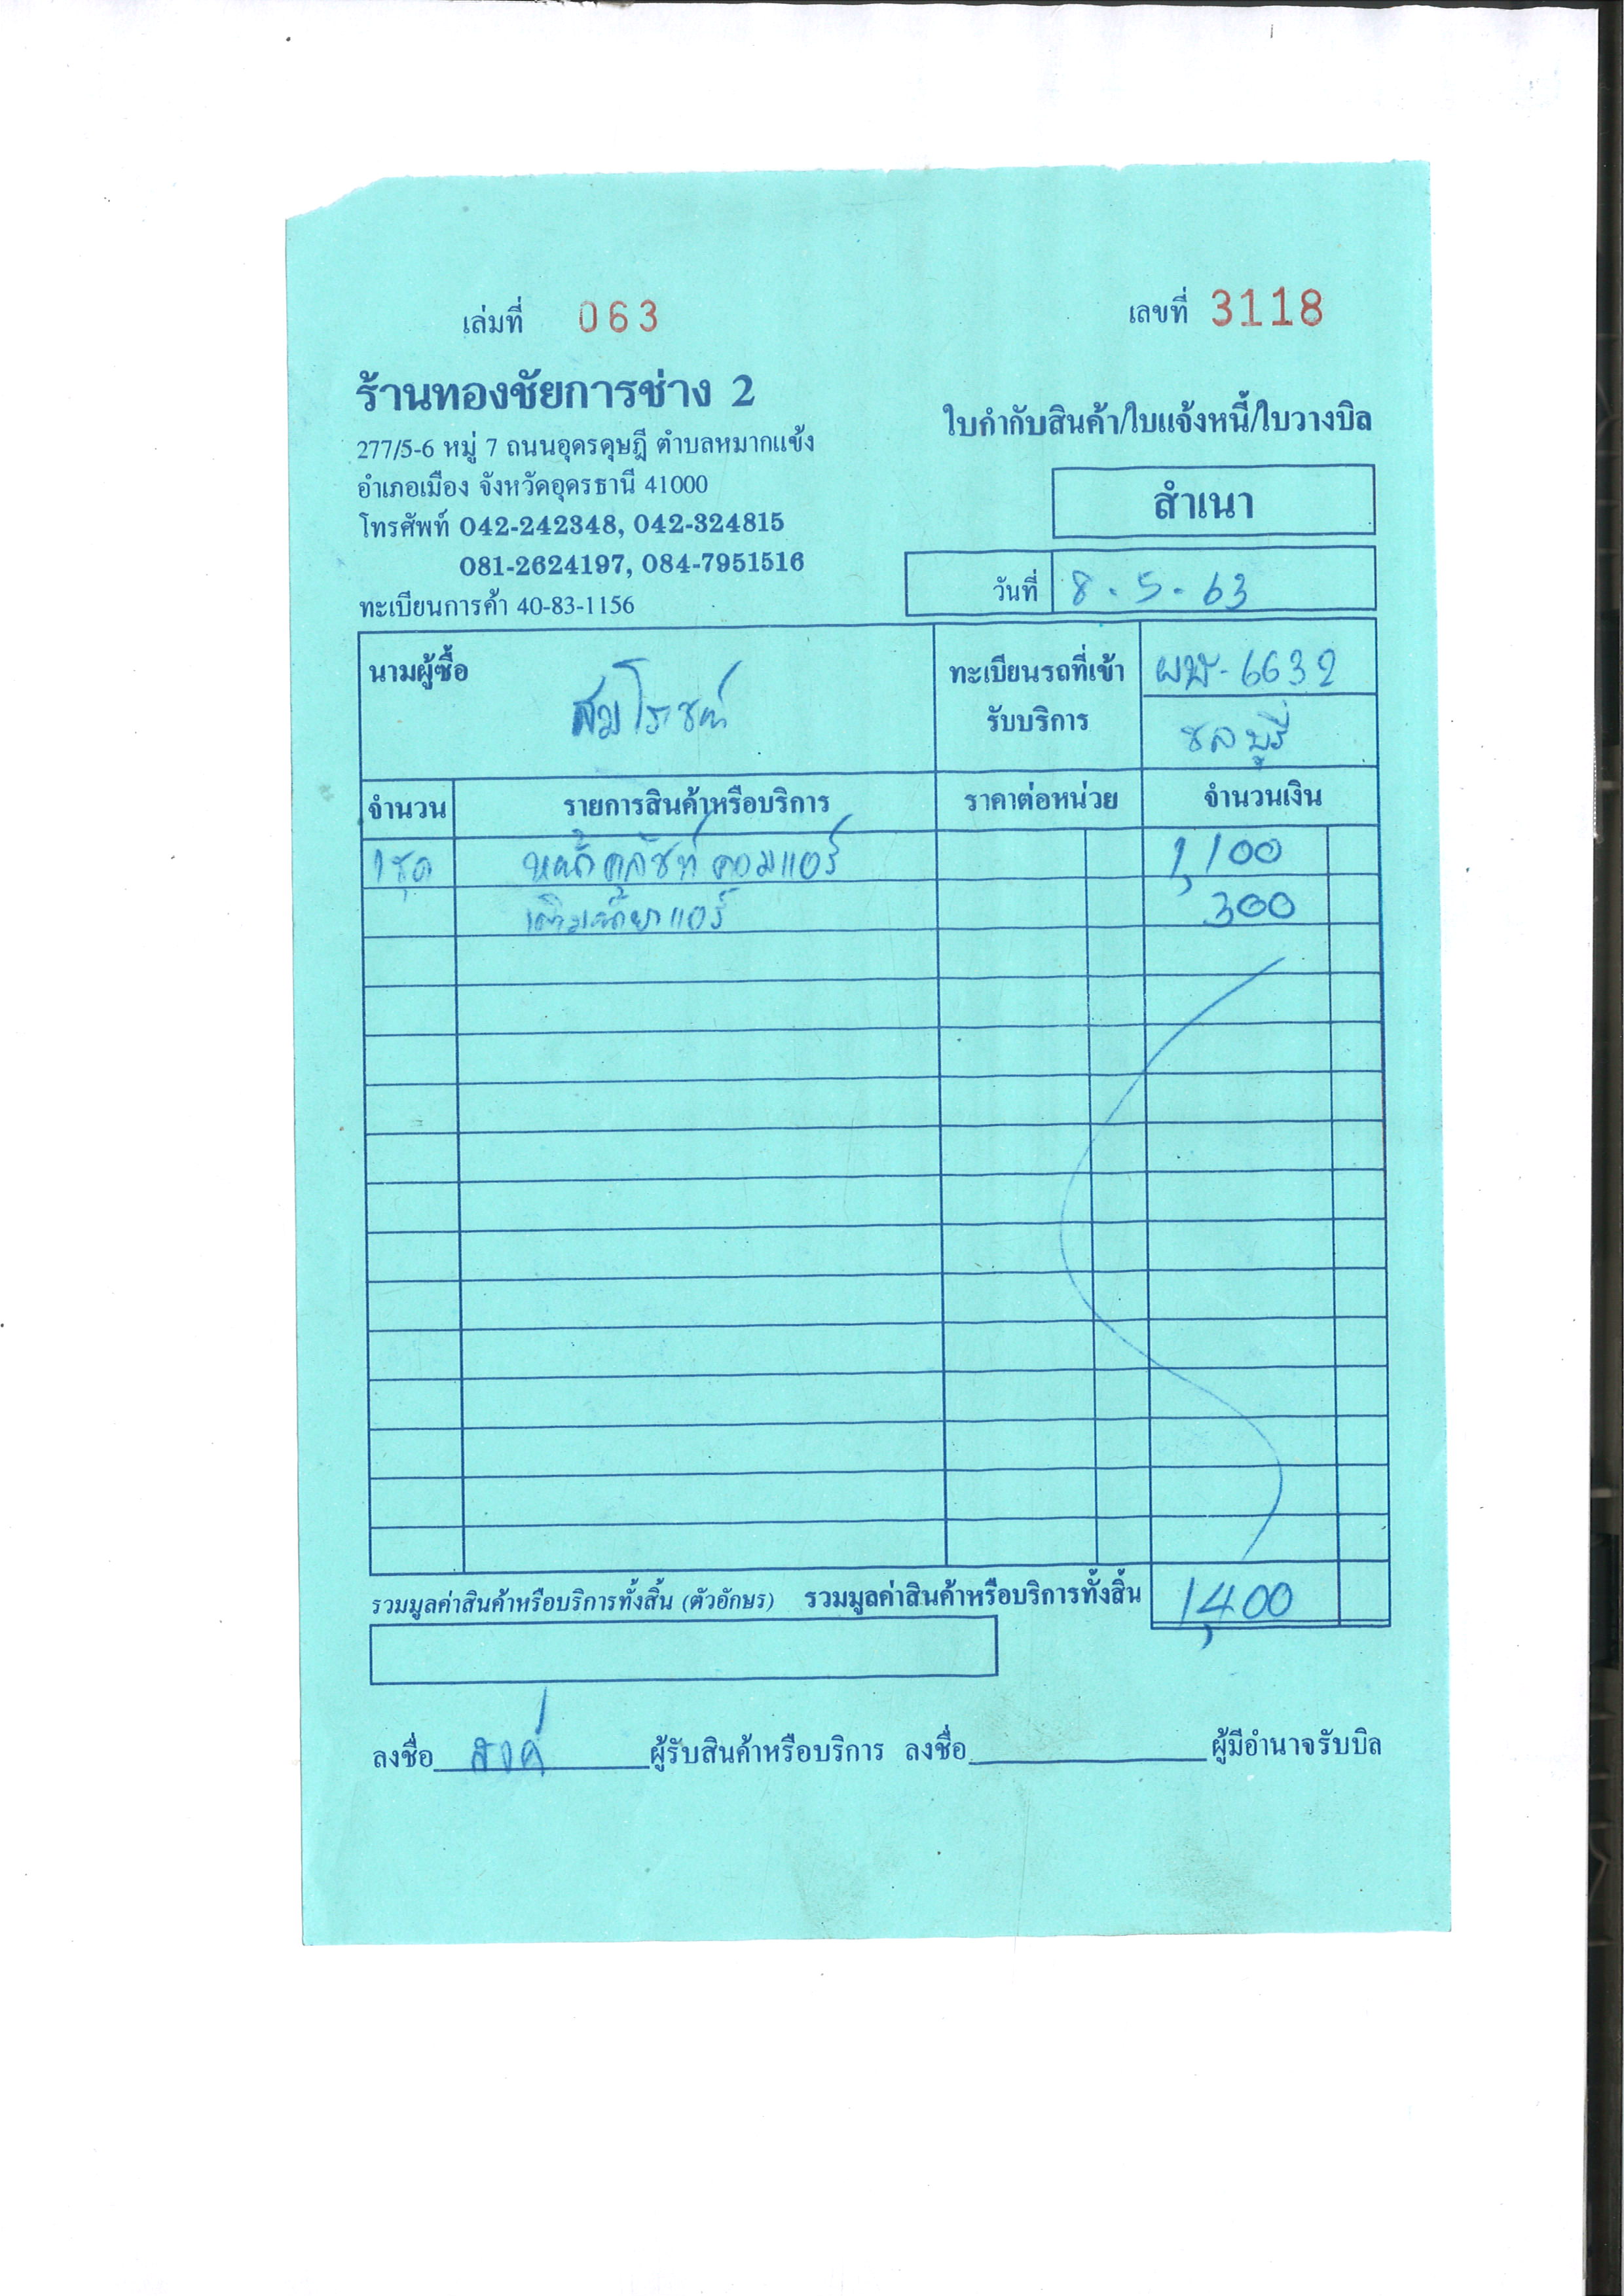 เล่มที่ 063 เลขที่ 3118
ร้านทองชัยการช่าง 2
ใบกำกับสินค้า/ใบแจ้งหนี้/ใบวางบิล
277/5-6 หมู่ 7 ถนนอุดรดุษฎี ตำบลหมากแข้ง
อำเภอเมือง จังหวัดอุดรธานี 41000
สำเนา
โทรศัพท์ 042-242348, 042-324815
081-2624197, 084-7951516
วันที่ 8-5-63
ทะเบียนการค้า 40-83-1156
นามผู้ซื้อ สมโรชน์ ทะเบียนรถที่เข้ารับบริการ ผผ-6632
ชลบุรี
จำนวน รายการสินค้าหรือบริการ ราคาต่อหน่วย จำนวนเงิน
1ชุด หน้าคลัชท์คอมแอร์ 1,100
เติมน้ำยาแอร์ 300
รวมมูลค่าสินค้าหรือบริการทั้งสิ้น (ตัวอักษร) รวมมูลค่าสินค้าหรือบริการทั้งสิ้น 1,400
ลงชื่อ ผู้รับสินค้าหรือบริการ ลงชื่อ ผู้มีอำนาจรับบิล